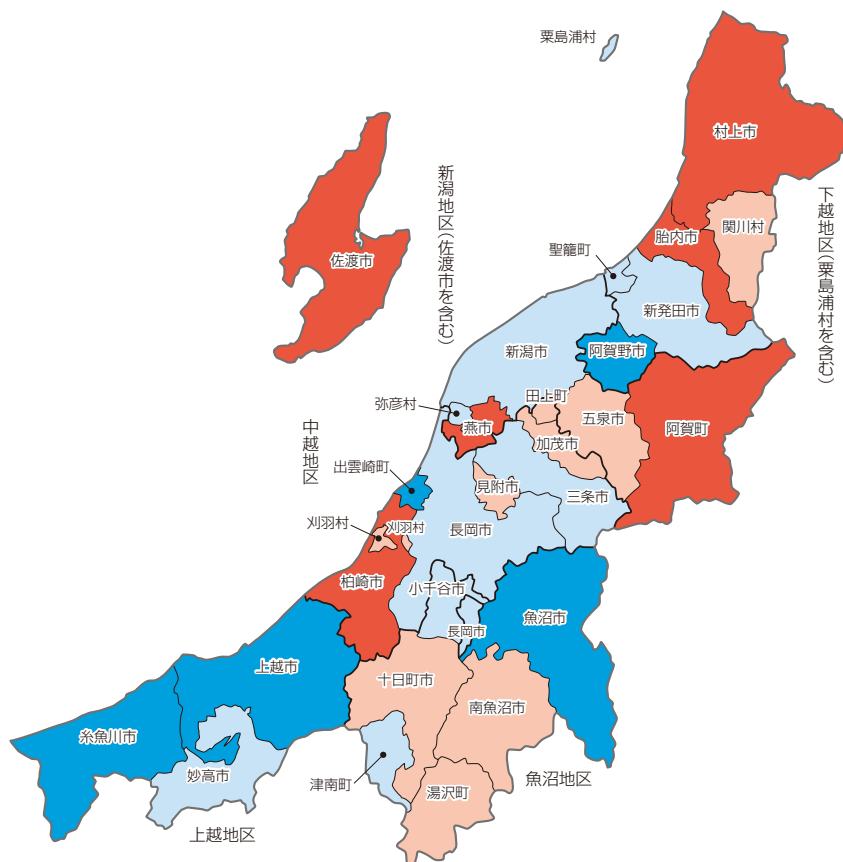 粟島浦村
村上市
下越地区(粟島浦村を含む)
新潟地区(佐渡市を含む)
関川村
胎内市
佐渡市
聖籠町
新発田市
新潟市
阿賀野市
田上町
弥彦村
五泉市
燕市
加茂市
阿賀町
中越地区
出雲崎町
見附市
三条市
刈羽村
刈羽村
長岡市
柏崎市
小千谷市
魚沼市
長岡市
上越市
十日町市
南魚沼市
糸魚川市
妙高市
津南町
湯沢町
魚沼地区
上越地区